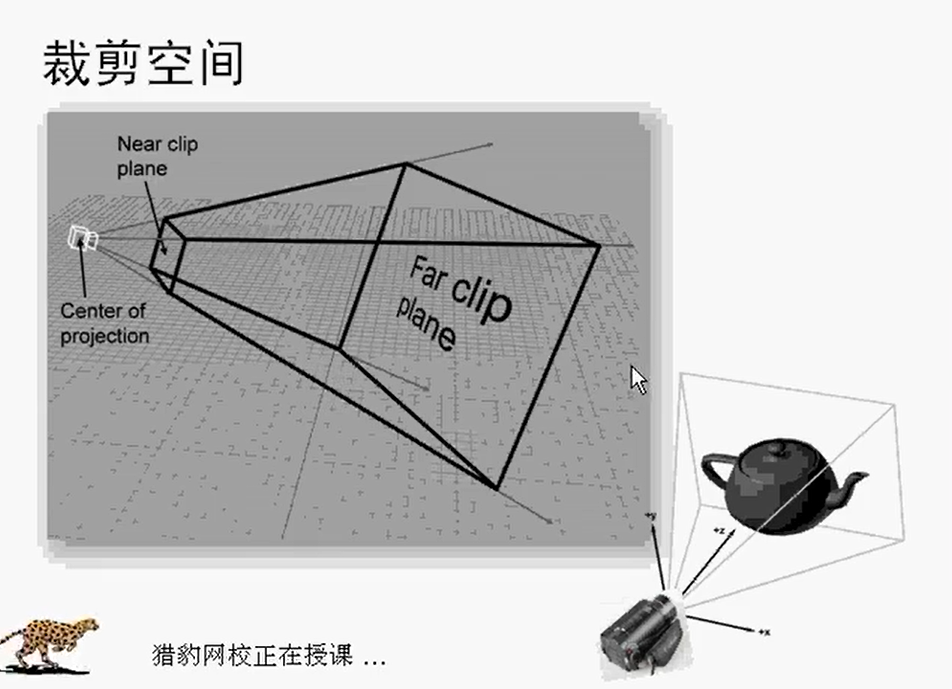 裁剪空间
Near clip
plane
Center of
projection
Far clip
plane
+y
+z
+x
猎豹网校正在授课 ...